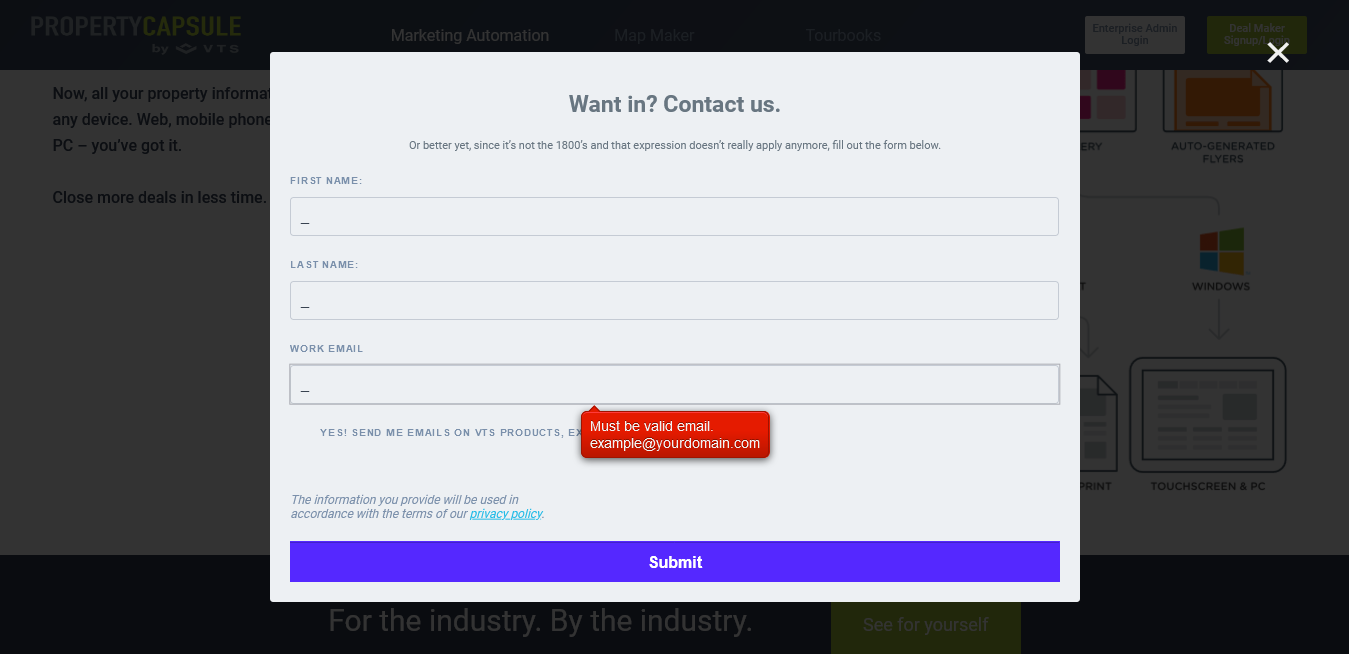 PROPERTYCAPSULE
by VTS
Marketing Automation
Map Maker
Tourbooks
Enterprise Admin
Login
Deal Maker
Signup/Login
Now, all your property
any device. Web, mobile phone
PC – you've got it.
Close more deals in less time.
Want in? Contact us.
Or better yet, since it's not the 1800's and that expression doesn't really apply anymore, fill out the form below.
FIRST NAME:
_
LAST NAME:
_
WORK EMAIL
_
Must be valid email.
example@yourdomain.com
YES! SEND ME EMAILS ON VTS PRODUCTS,
The information you provide will be used in
accordance with the terms of our privacy policy.
Submit
AUTO-GENERATED
FLYERS
WINDOWS
PRINT
TOUCHSCREEN & PC
For the industry. By the industry.
See for yourself